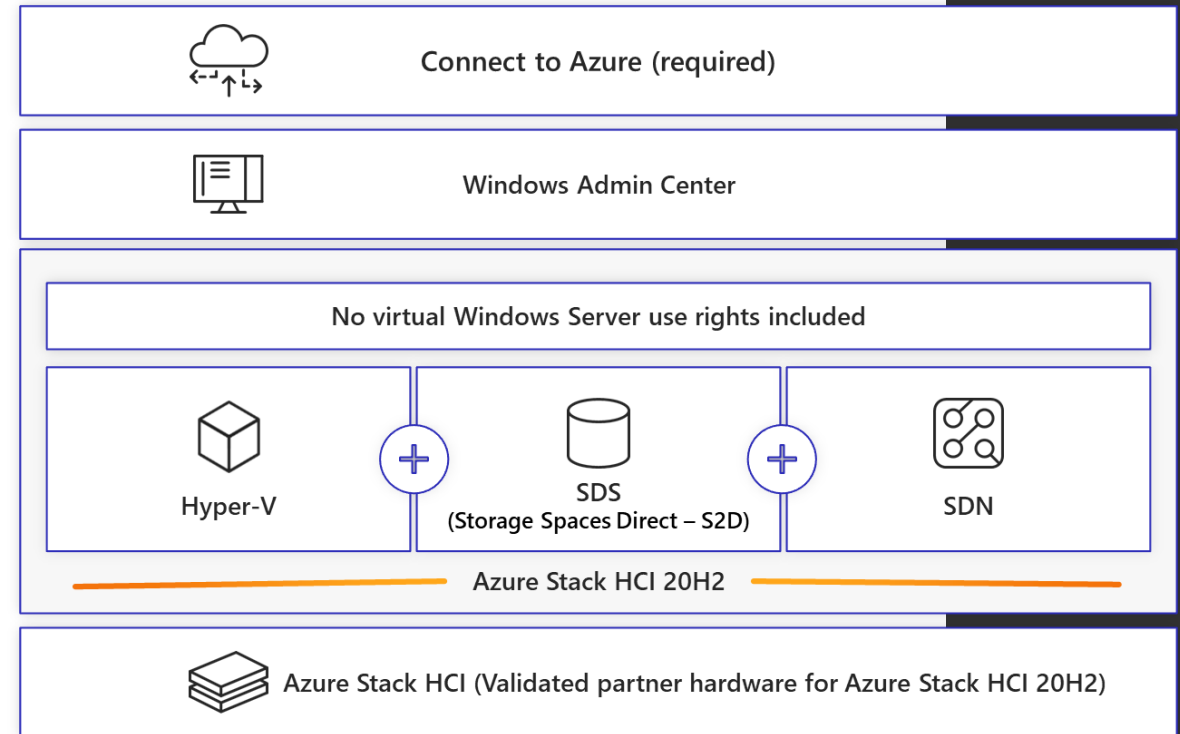 Connect to Azure (required)
Windows Admin Center
No virtual Windows Server use rights included
Hyper-V
SDS
(Storage Spaces Direct – S2D)
SDN
Azure Stack HCI 20H2
Azure Stack HCI (Validated partner hardware for Azure Stack HCI 20H2)